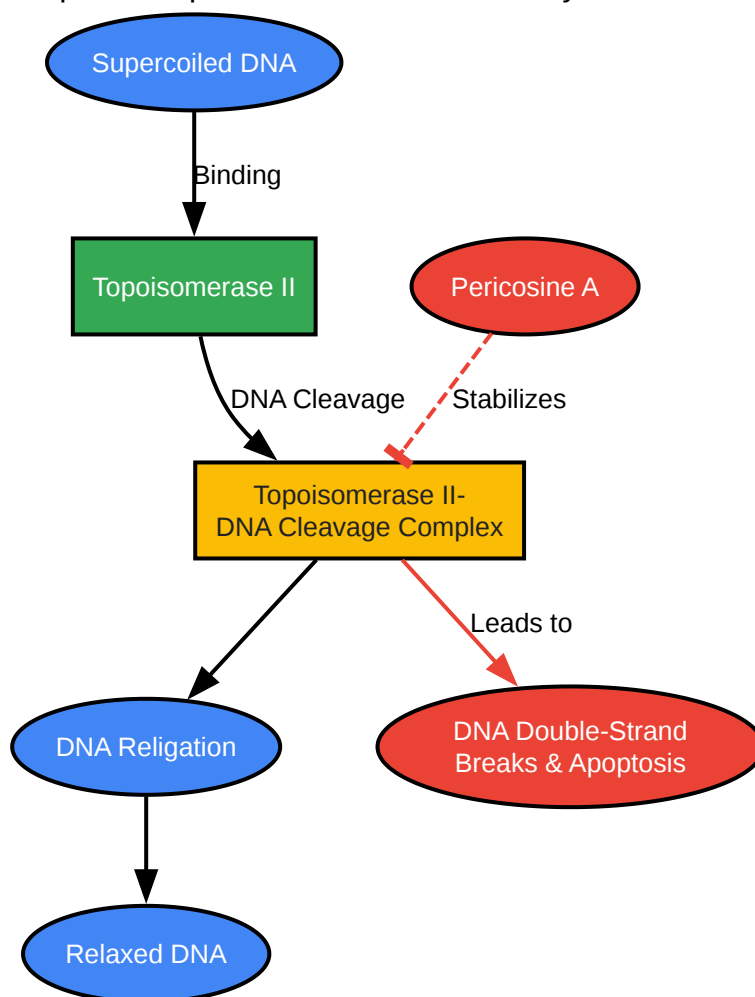 Supercoiled DNA
Binding
Topoisomerase II
Pericosine A
DNA Cleavage
Stabilizes
Topoisomerase II-
DNA Cleavage Complex
Leads to
DNA Religation
DNA Double-Strand
Breaks & Apoptosis
Relaxed DNA